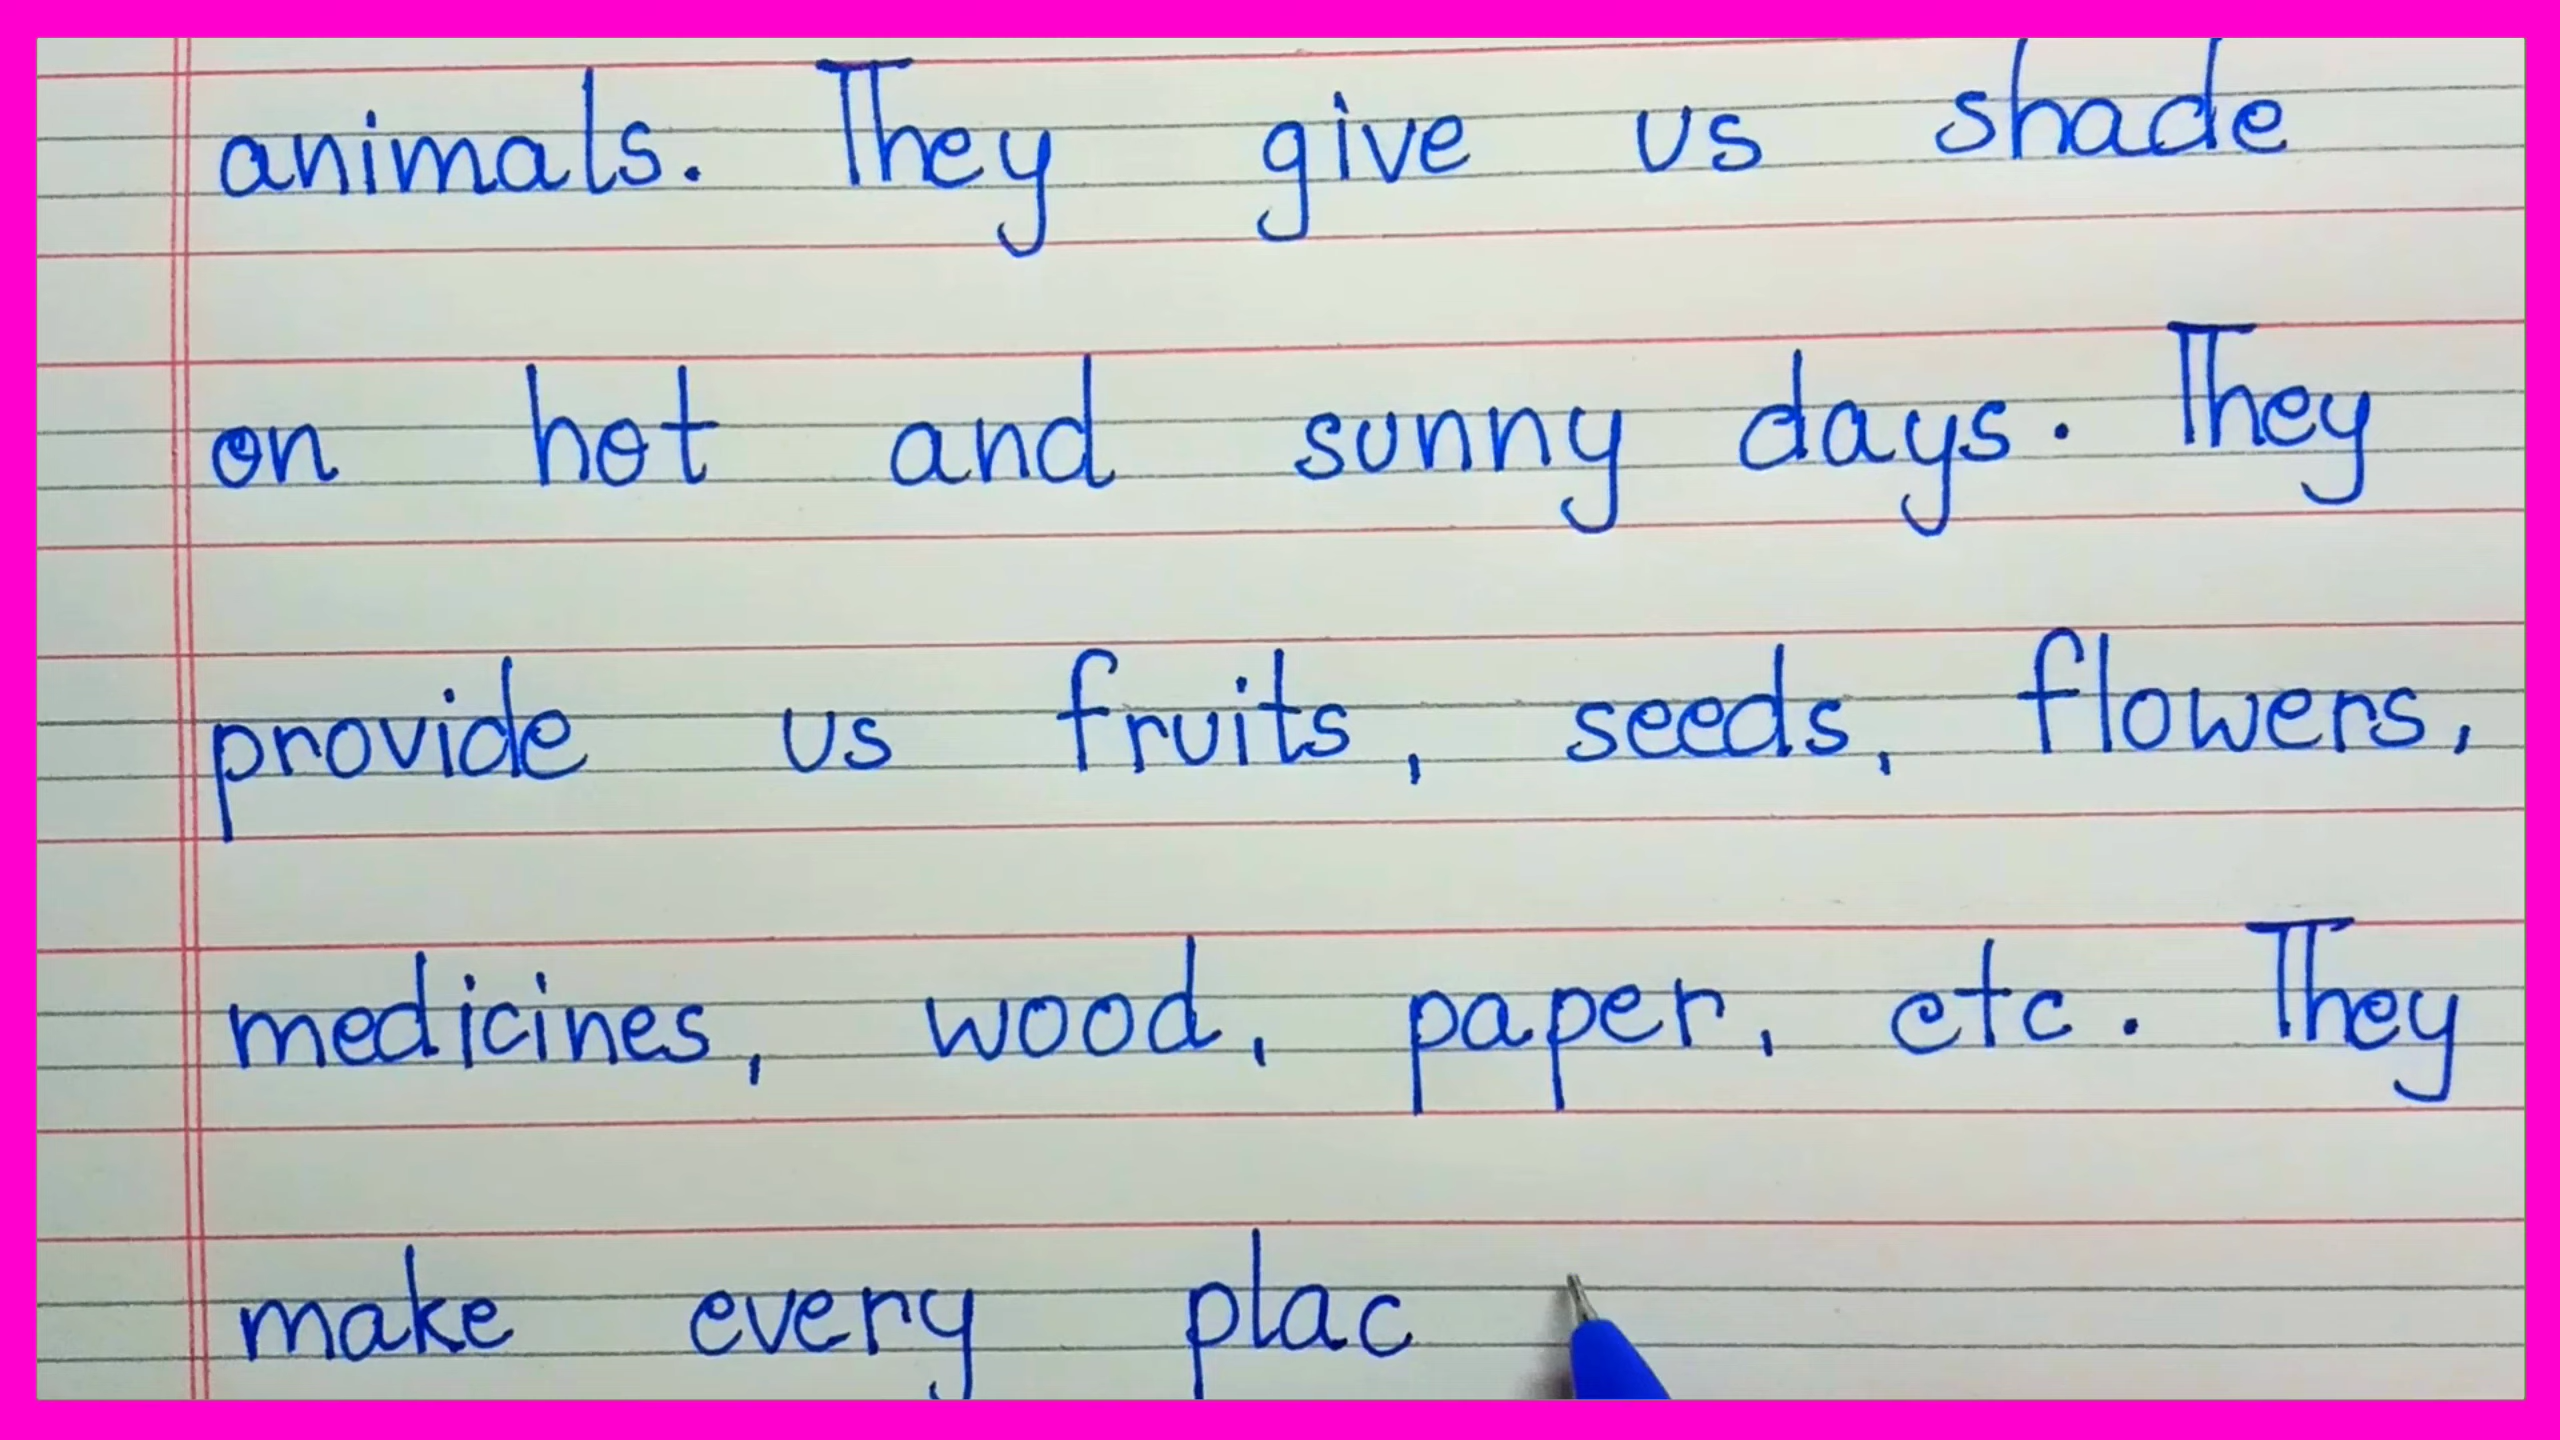 animals. They give us shade
on hot and sunny days. They
provide us fruits, seeds, flowers,
medicines, wood, paper, etc. They
make every plac